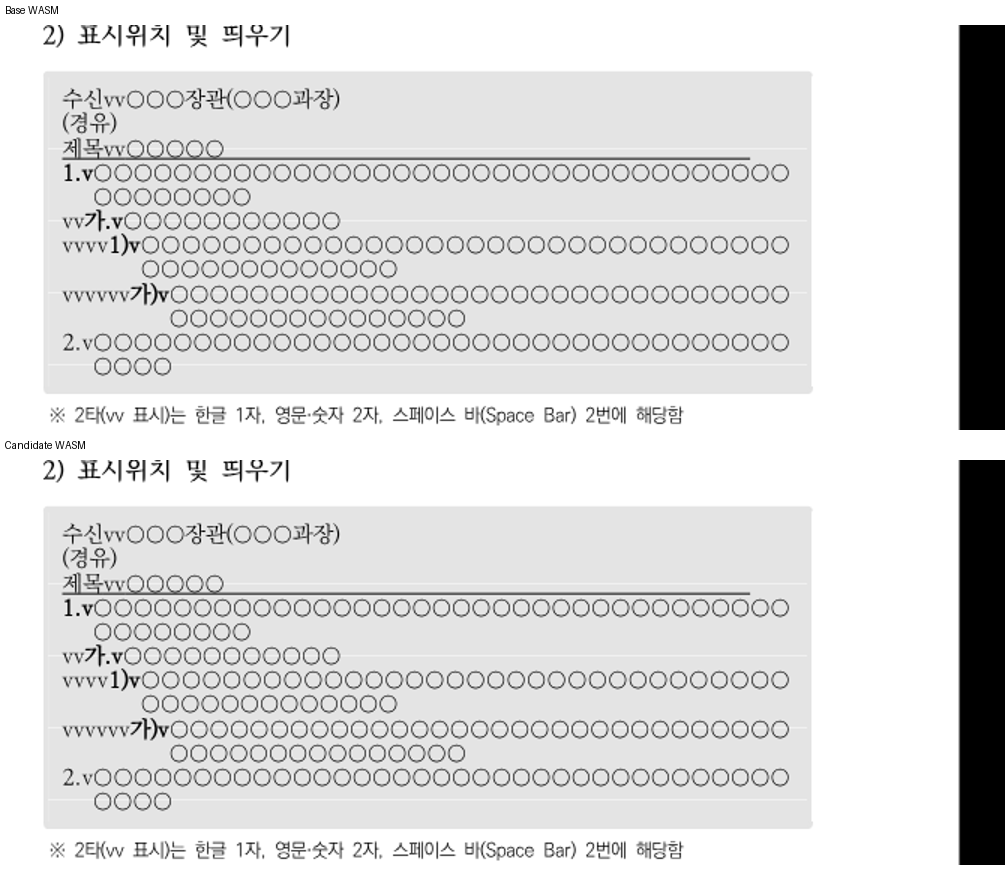 Base WASM
2) 표시위치 및 띄우기
수신vv○○○장관(○○○과장)
(경유)
제목vv○○○○○
1.v○○○○○○○○○○○○○○○○○○○○○○○○○○○○○○○○○○○
○○○○○○○○
vv가.v○○○○○○○○○○○
vvvv1)v○○○○○○○○○○○○○○○○○○○○○○○○○○○○○○○○
○○○○○○○○○○○○○
vvvvvv가)v○○○○○○○○○○○○○○○○○○○○○○○○○○○○○○○
○○○○○○○○○○○○○○○
2.v○○○○○○○○○○○○○○○○○○○○○○○○○○○○○○○○○○○
○○○○
※ 2타(vv 표시)는 한글 1자, 영문·숫자 2자, 스페이스 바(Space Bar) 2번에 해당함
Candidate WASM
2) 표시위치 및 띄우기
수신vv○○○장관(○○○과장)
(경유)
제목vv○○○○○
1.v○○○○○○○○○○○○○○○○○○○○○○○○○○○○○○○○○○○
○○○○○○○○
vv가.v○○○○○○○○○○○
vvvv1)v○○○○○○○○○○○○○○○○○○○○○○○○○○○○○○○○
○○○○○○○○○○○○○
vvvvvv가)v○○○○○○○○○○○○○○○○○○○○○○○○○○○○○○○
○○○○○○○○○○○○○○○
2.v○○○○○○○○○○○○○○○○○○○○○○○○○○○○○○○○○○○
○○○○
※ 2타(vv 표시)는 한글 1자, 영문·숫자 2자, 스페이스 바(Space Bar) 2번에 해당함